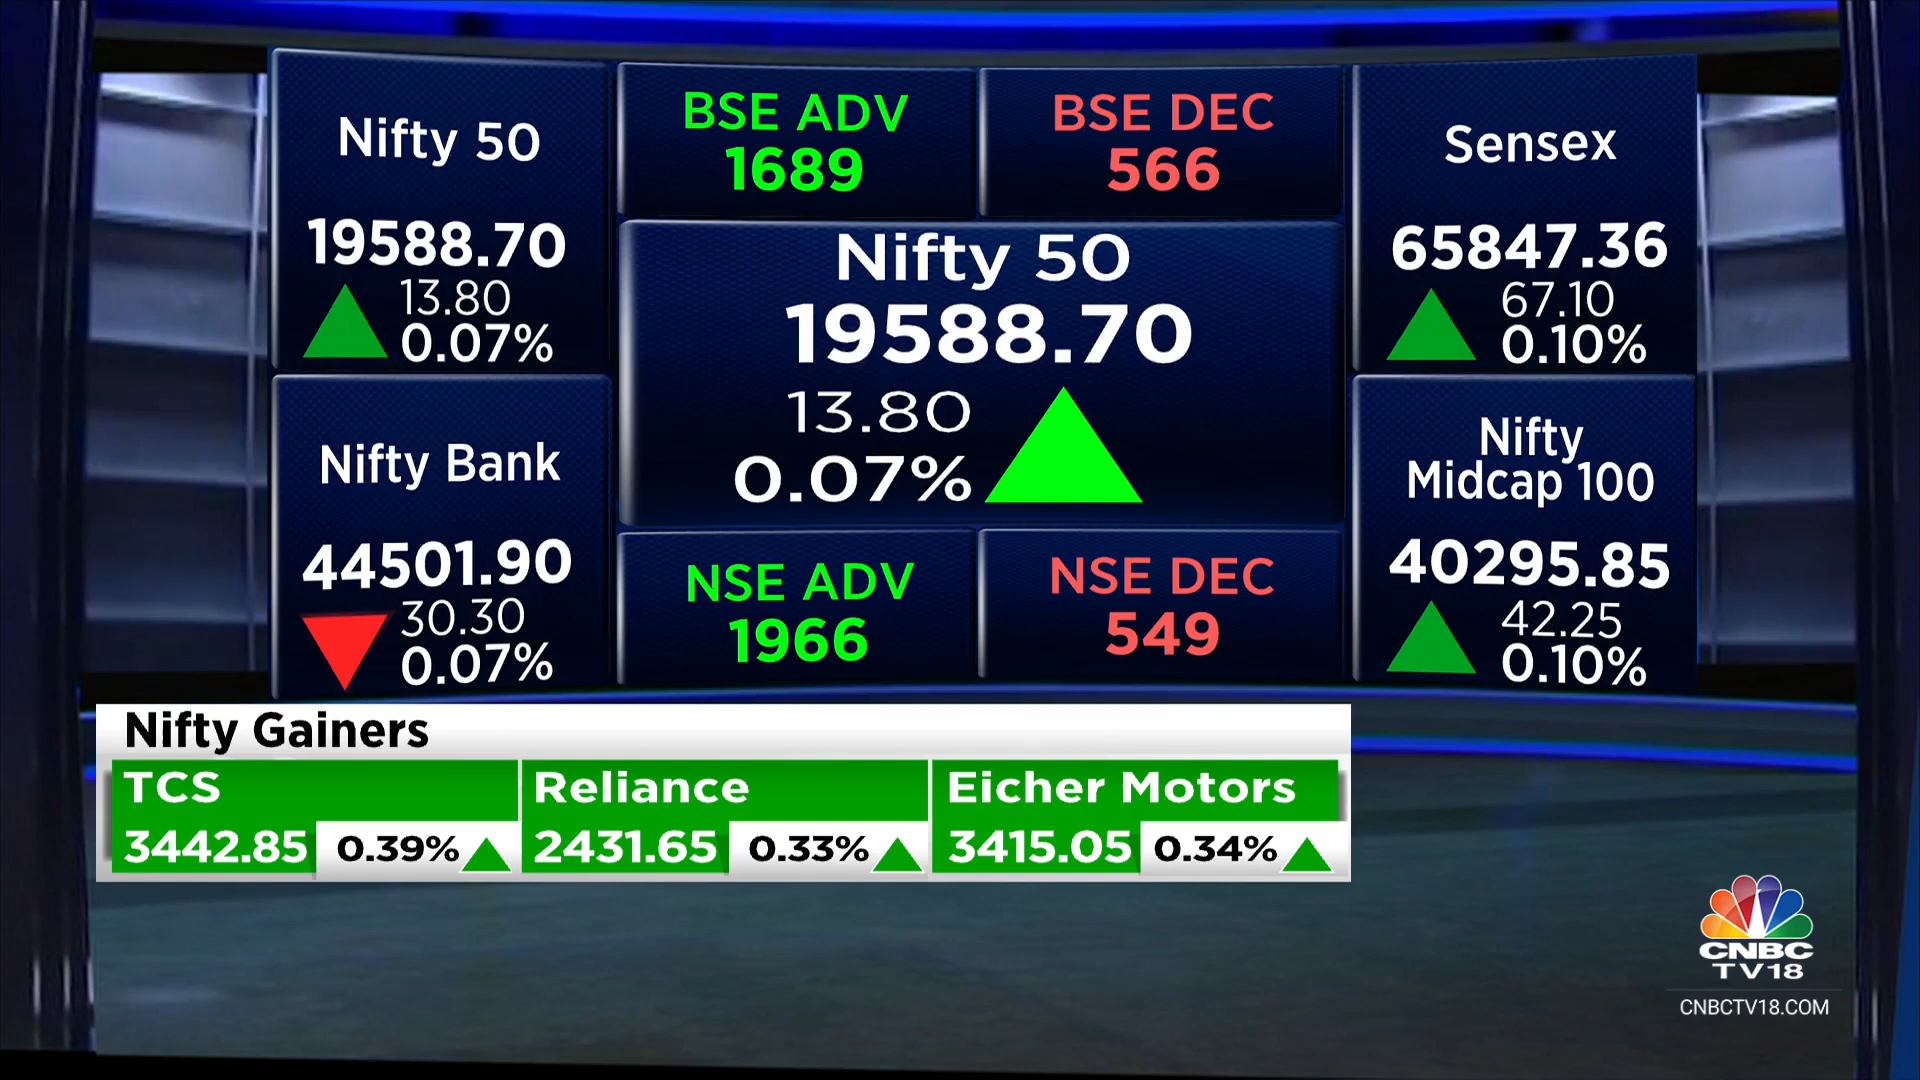 Nifty 50
19588.70
13.80
0.07%
Nifty Bank
44501.90
30.30
0.07%
BSE ADV
1689
BSE DEC
566
Nifty 50
19588.70
13.80
0.07%
NSE ADV
1966
NSE DEC
549
Sensex
65847.36
67.10
0.10%
Nifty
Midcap 100
40295.85
42.25
0.10%
Nifty Gainers
TCS
3442.85 0.39%
Reliance
2431.65 0.33%
Eicher Motors
3415.05 0.34%
CNBC
TV18
CNBCTV18.COM